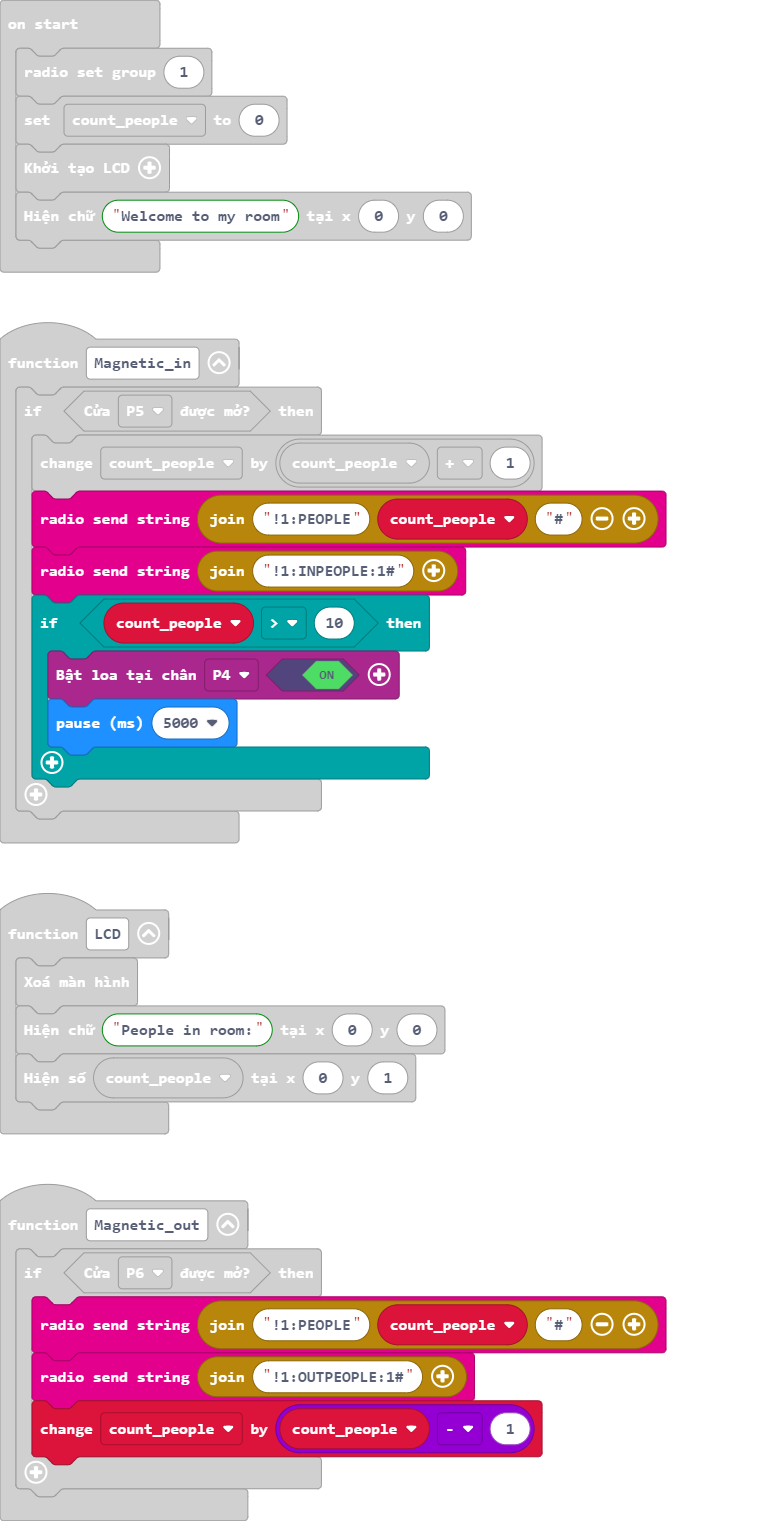 on start
radio set group 1
set count_people to 0
Khởi tạo LCD
Hiện chữ "Welcome to my room" tại x 0 y 0
function Magnetic_in
if Cửa P5 được mở? then
change count_people by count_people + 1
radio send string join "!1:PEOPLE" count_people "#"
radio send string join "!1:INPEOPLE:1#"
if count_people > 10 then
Bật loa tại chân P4 ON
pause (ms) 5000
function LCD
Xoá màn hình
Hiện chữ "People in room:" tại x 0 y 0
Hiện số count_people tại x 0 y 1
function Magnetic_out
if Cửa P6 được mở? then
radio send string join "!1:PEOPLE" count_people "#"
radio send string join "!1:OUTPEOPLE:1#"
change count_people by count_people - 1